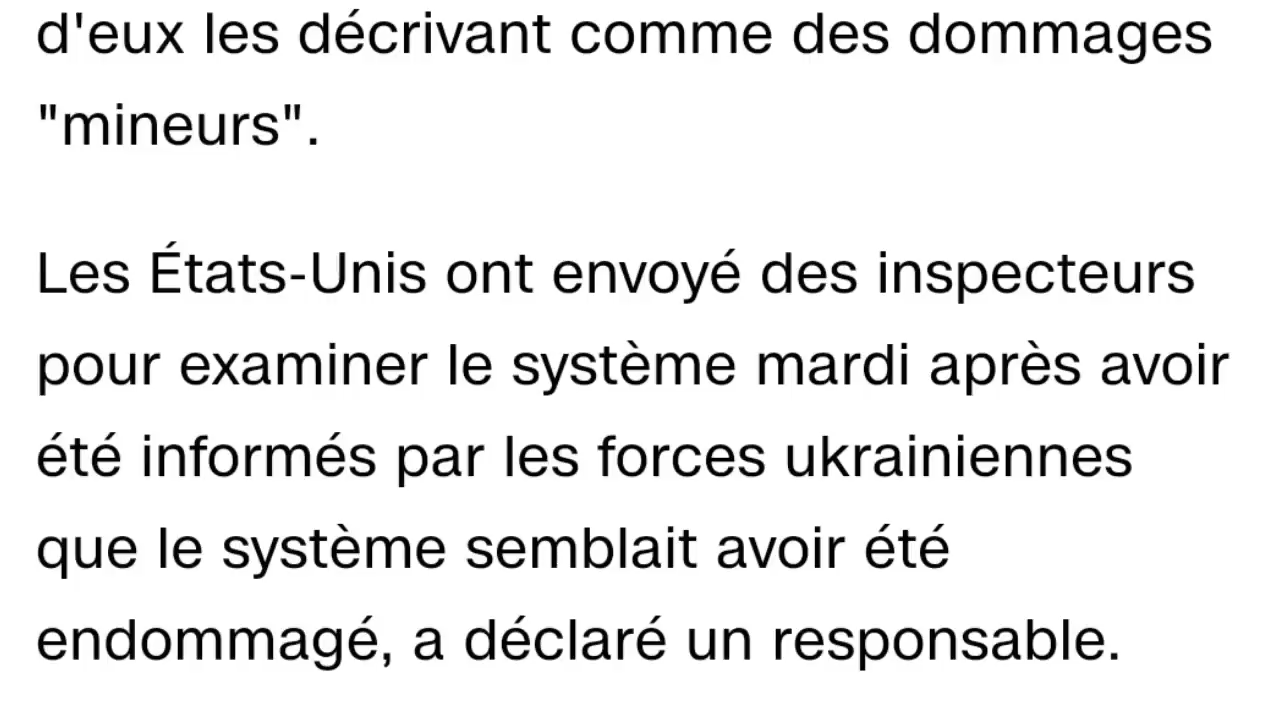 d'eux les décrivant comme des dommages
"mineurs".
Les États-Unis ont envoyé des inspecteurs
pour examiner le système mardi après avoir
été informés par les forces ukrainiennes
que le système semblait avoir été
endommagé, a déclaré un responsable.